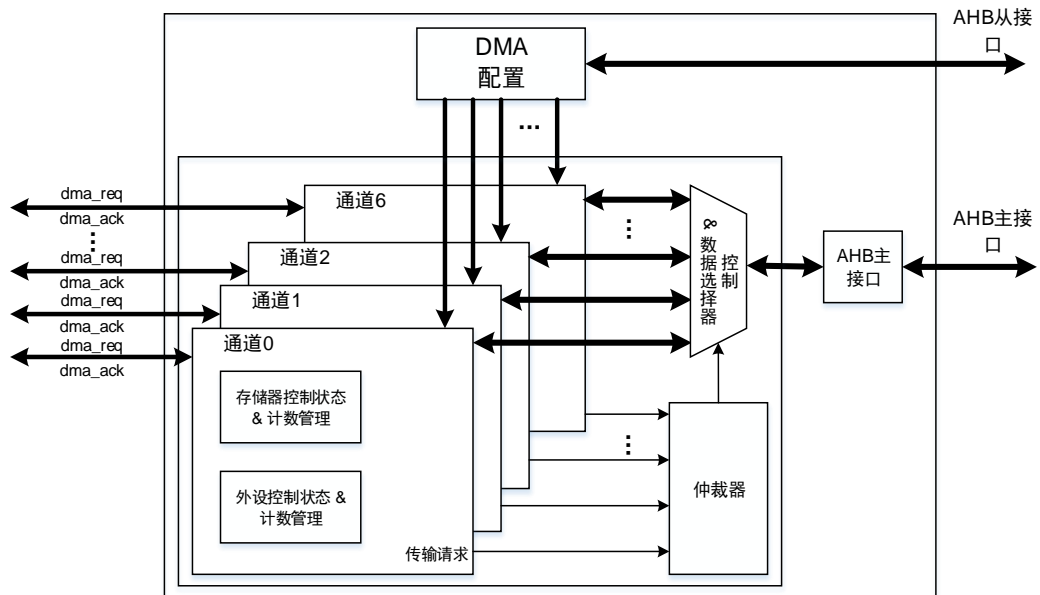 AHB从接
口
DMA
配置
...
dma_req
dma_ack
...
dma_req
dma_ack
dma_req
dma_ack
dma_req
dma_ack
通道6
通道2
通道1
通道0
...
控制
& 数据选择器
AHB主
接口
AHB主接
口
存储器控制状态
& 计数管理
外设控制状态 &
计数管理
传输请求
...
仲裁器